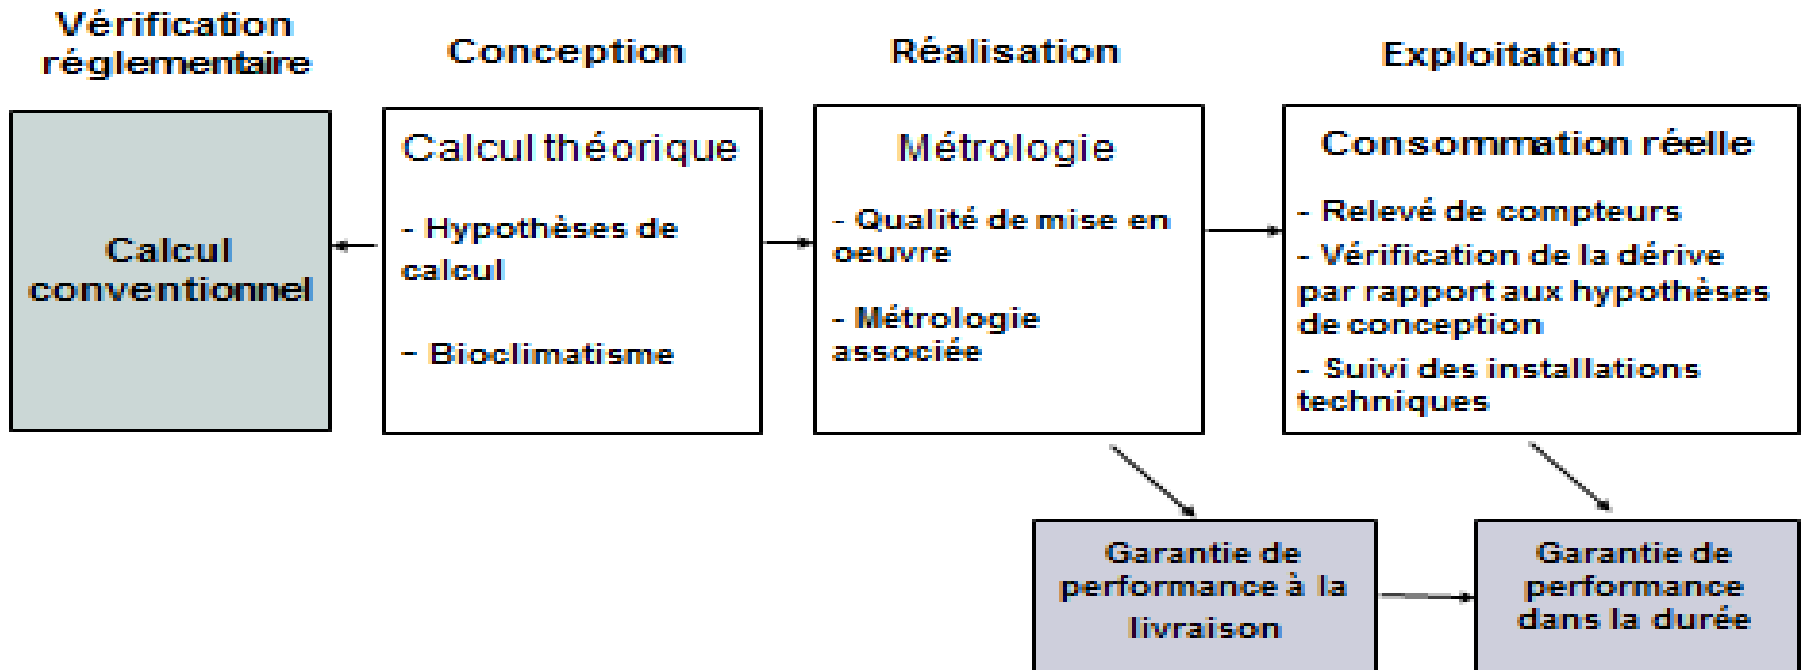 Vérification
réglementaire
Calcul
conventionnel
Conception
Calcul théorique
- Hypothèses de
calcul
- Bioclimatisme
Réalisation
Métrologie
- Qualité de mise en
oeuvre
- Métrologie
associée
Exploitation
Consommation réelle
- Relevé de compteurs
- Vérification de la dérive
par rapport aux hypothèses
de conception
- Suivi des installations
techniques
Garantie de
performance à la
livraison
Garantie de
performance
dans la durée